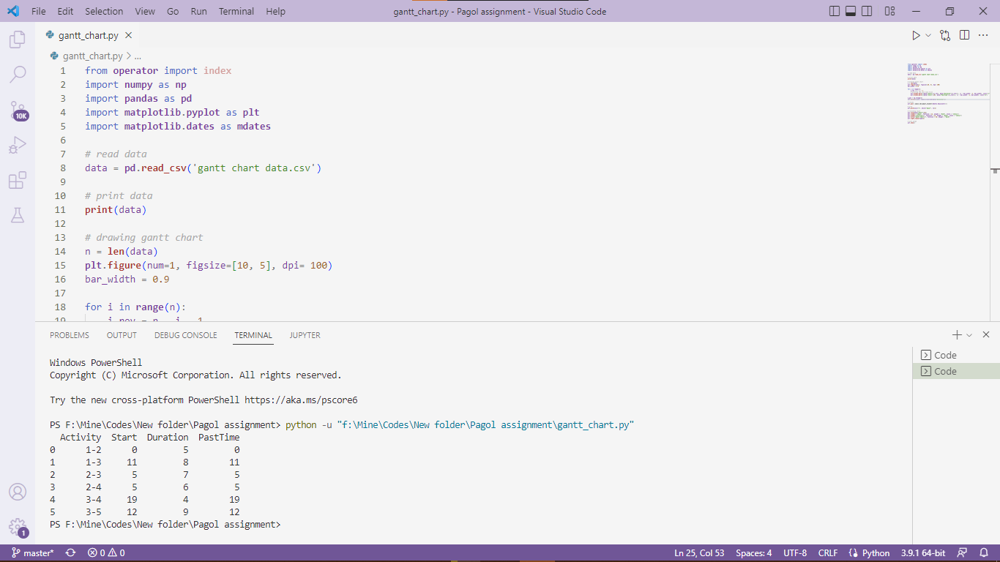 File Edit Selection View Go Run Terminal Help gantt_chart.py - Pagol assignment - Visual Studio Code
gantt_chart.py
gantt_chart.py > ...
1 from operator import index
2 import numpy as np
3 import pandas as pd
4 import matplotlib.pyplot as plt
5 import matplotlib.dates as mdates
6
7 # read data
8 data = pd.read_csv('gantt chart data.csv')
9
10 # print data
11 print(data)
12
13 # drawing gantt chart
14 n = len(data)
15 plt.figure(num=1, figsize=[10, 5], dpi= 100)
16 bar_width = 0.9
17
18 for i in range(n):
19 i_rev = n - i - 1
10K
PROBLEMS OUTPUT DEBUG CONSOLE TERMINAL JUPYTER
Code
Code
Windows PowerShell
Copyright (C) Microsoft Corporation. All rights reserved.
Try the new cross-platform PowerShell https://aka.ms/pscore6
PS F:\Mine\Codes\New folder\Pagol assignment> python -u "f:\Mine\Codes\New folder\Pagol assignment\gantt_chart.py"
Activity Start Duration PastTime
0 1-2 0 5 0
1 1-3 11 8 11
2 2-3 5 7 5
3 2-4 5 6 5
4 3-4 19 4 19
5 3-5 12 9 12
PS F:\Mine\Codes\New folder\Pagol assignment>
1
master* 0 0 Ln 25, Col 53 Spaces: 4 UTF-8 CRLF Python 3.9.1 64-bit